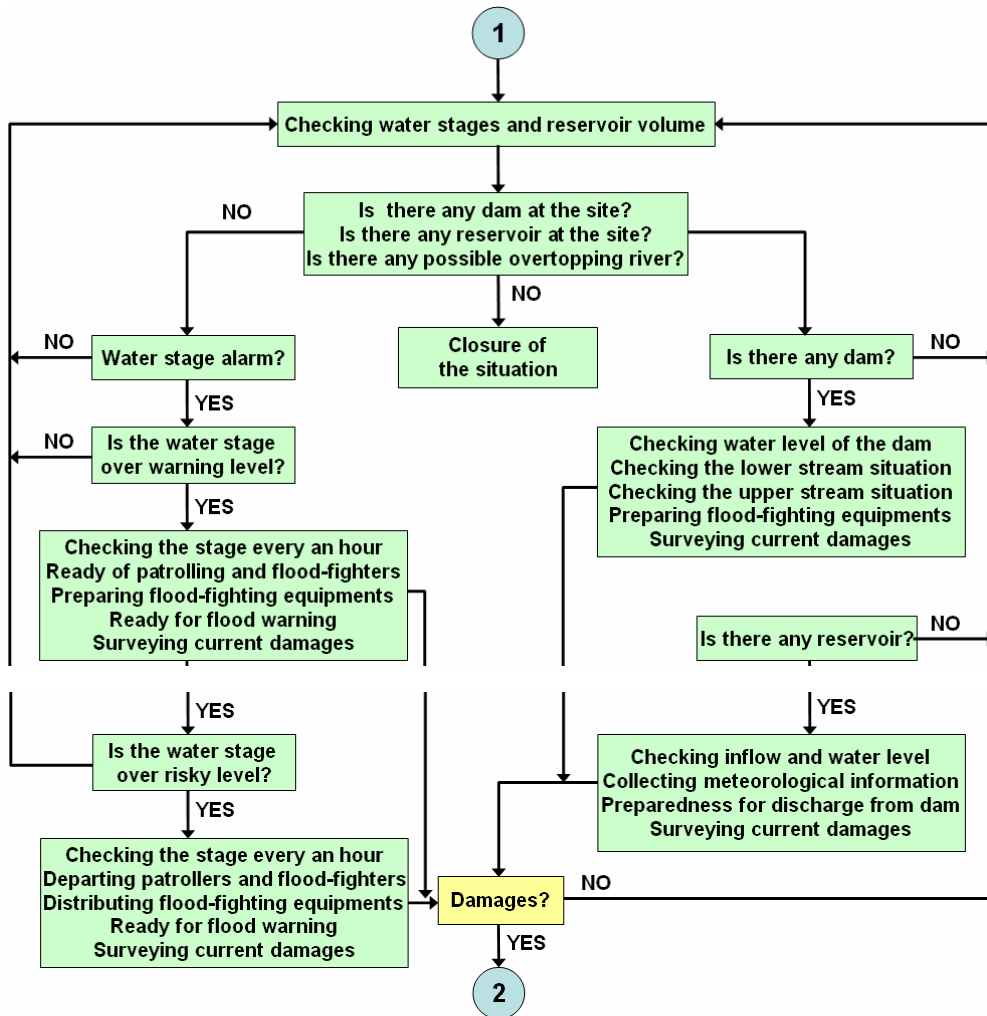 1
Checking water stages and reservoir volume
NO
Is there any dam at the site?
Is there any reservoir at the site?
Is there any possible overtopping river?
NO
Closure of
the situation
NO
Water stage alarm?
YES
NO
Is the water stage
over warning level?
YES
Checking the stage every an hour
Ready of patrolling and flood-fighters
Preparing flood-fighting equipments
Ready for flood warning
Surveying current damages
YES
Is the water stage
over risky level?
YES
Checking the stage every an hour
Departing patrollers and flood-fighters
Distributing flood-fighting equipments
Ready for flood warning
Surveying current damages
Is there any dam?
NO
YES
Checking water level of the dam
Checking the lower stream situation
Checking the upper stream situation
Preparing flood-fighting equipments
Surveying current damages
Is there any reservoir?
NO
YES
Checking inflow and water level
Collecting meteorological information
Preparedness for discharge from dam
Surveying current damages
Damages?
NO
YES
2